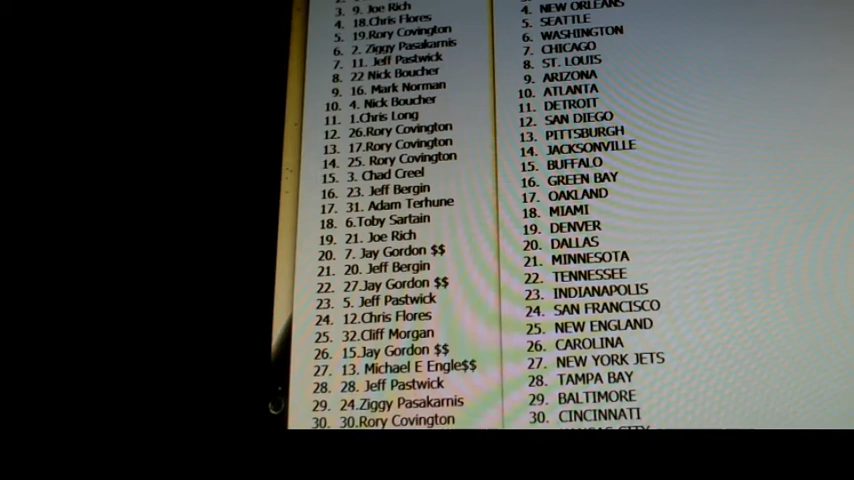 3. 9. Joe Rich
4. 18.Chris Flores
5. 19.Rory Covington
6. 2. Ziggy Pasakarnis
7. 11. Jeff Pastwick
8. 22 Nick Boucher
9. 16. Mark Norman
10. 4. Nick Boucher
11. 1.Chris Long
12. 26.Rory Covington
13. 17.Rory Covington
14. 25. Rory Covington
15. 3. Chad Creel
16. 23. Jeff Bergin
17. 31. Adam Terhune
18. 6.Toby Sartain
19. 21. Joe Rich
20. 7. Jay Gordon $$
21. 20. Jeff Bergin
22. 27.Jay Gordon $$
23. 5. Jeff Pastwick
24. 12.Chris Flores
25. 32.Cliff Morgan
26. 15.Jay Gordon $$
27. 13. Michael E Engle$$
28. 28. Jeff Pastwick
29. 24.Ziggy Pasakarnis
30. 30.Rory Covington
4. NEW ORLEANS
5. SEATTLE
6. WASHINGTON
7. CHICAGO
8. ST. LOUIS
9. ARIZONA
10. ATLANTA
11. DETROIT
12. SAN DIEGO
13. PITTSBURGH
14. JACKSONVILLE
15. BUFFALO
16. GREEN BAY
17. OAKLAND
18. MIAMI
19. DENVER
20. DALLAS
21. MINNESOTA
22. TENNESSEE
23. INDIANAPOLIS
24. SAN FRANCISCO
25. NEW ENGLAND
26. CAROLINA
27. NEW YORK JETS
28. TAMPA BAY
29. BALTIMORE
30. CINCINNATI